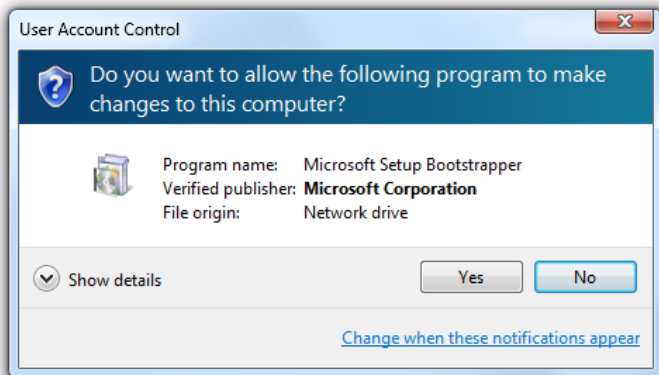 User Account Control
Do you want to allow the following program to make
changes to this computer?
Program name: Microsoft Setup Bootstrapper
Verified publisher: Microsoft Corporation
File origin: Network drive
Show details
Yes
No
Change when these notifications appear